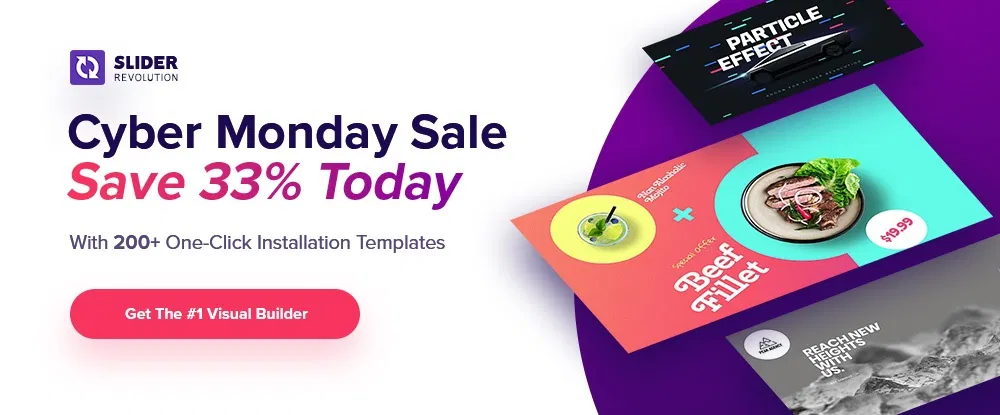 SLIDER
REVOLUTION
Cyber Monday Sale
Save 33% Today
With 200+ One-Click Installation Templates
Get The #1 Visual Builder
PARTICLE
EFFECT
Non Alcoholic
Mojito
+
Special Offer
Beef
Fillet
$19.99
REACH NEW
HEIGHTS
WITH
US.